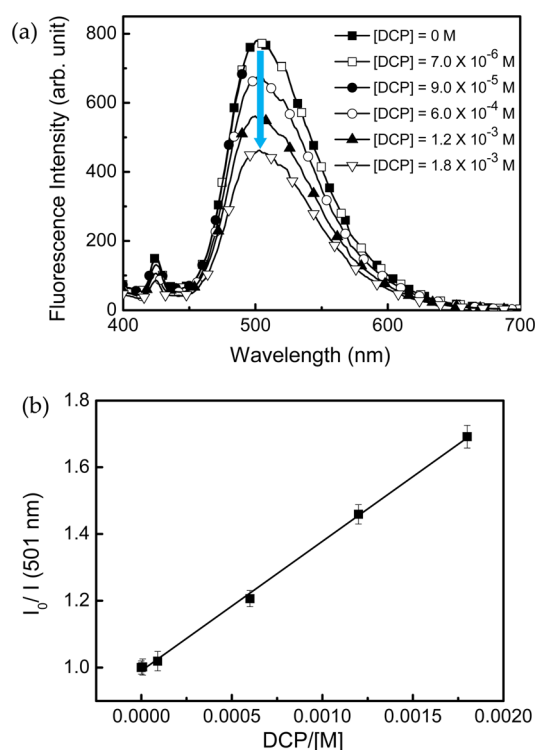 (a)
800
600
400
200
0
Fluorescence Intensity (arb. unit)
[DCP] = 0 M
[DCP] = 7.0 X 10⁻⁶ M
[DCP] = 9.0 X 10⁻⁵ M
[DCP] = 6.0 X 10⁻⁴ M
[DCP] = 1.2 X 10⁻³ M
[DCP] = 1.8 X 10⁻³ M
400 500 600 700
Wavelength (nm)
(b)
1.8
1.6
1.4
1.2
1.0
I₀/ I (501 nm)
0.0000 0.0005 0.0010 0.0015 0.0020
DCP/[M]